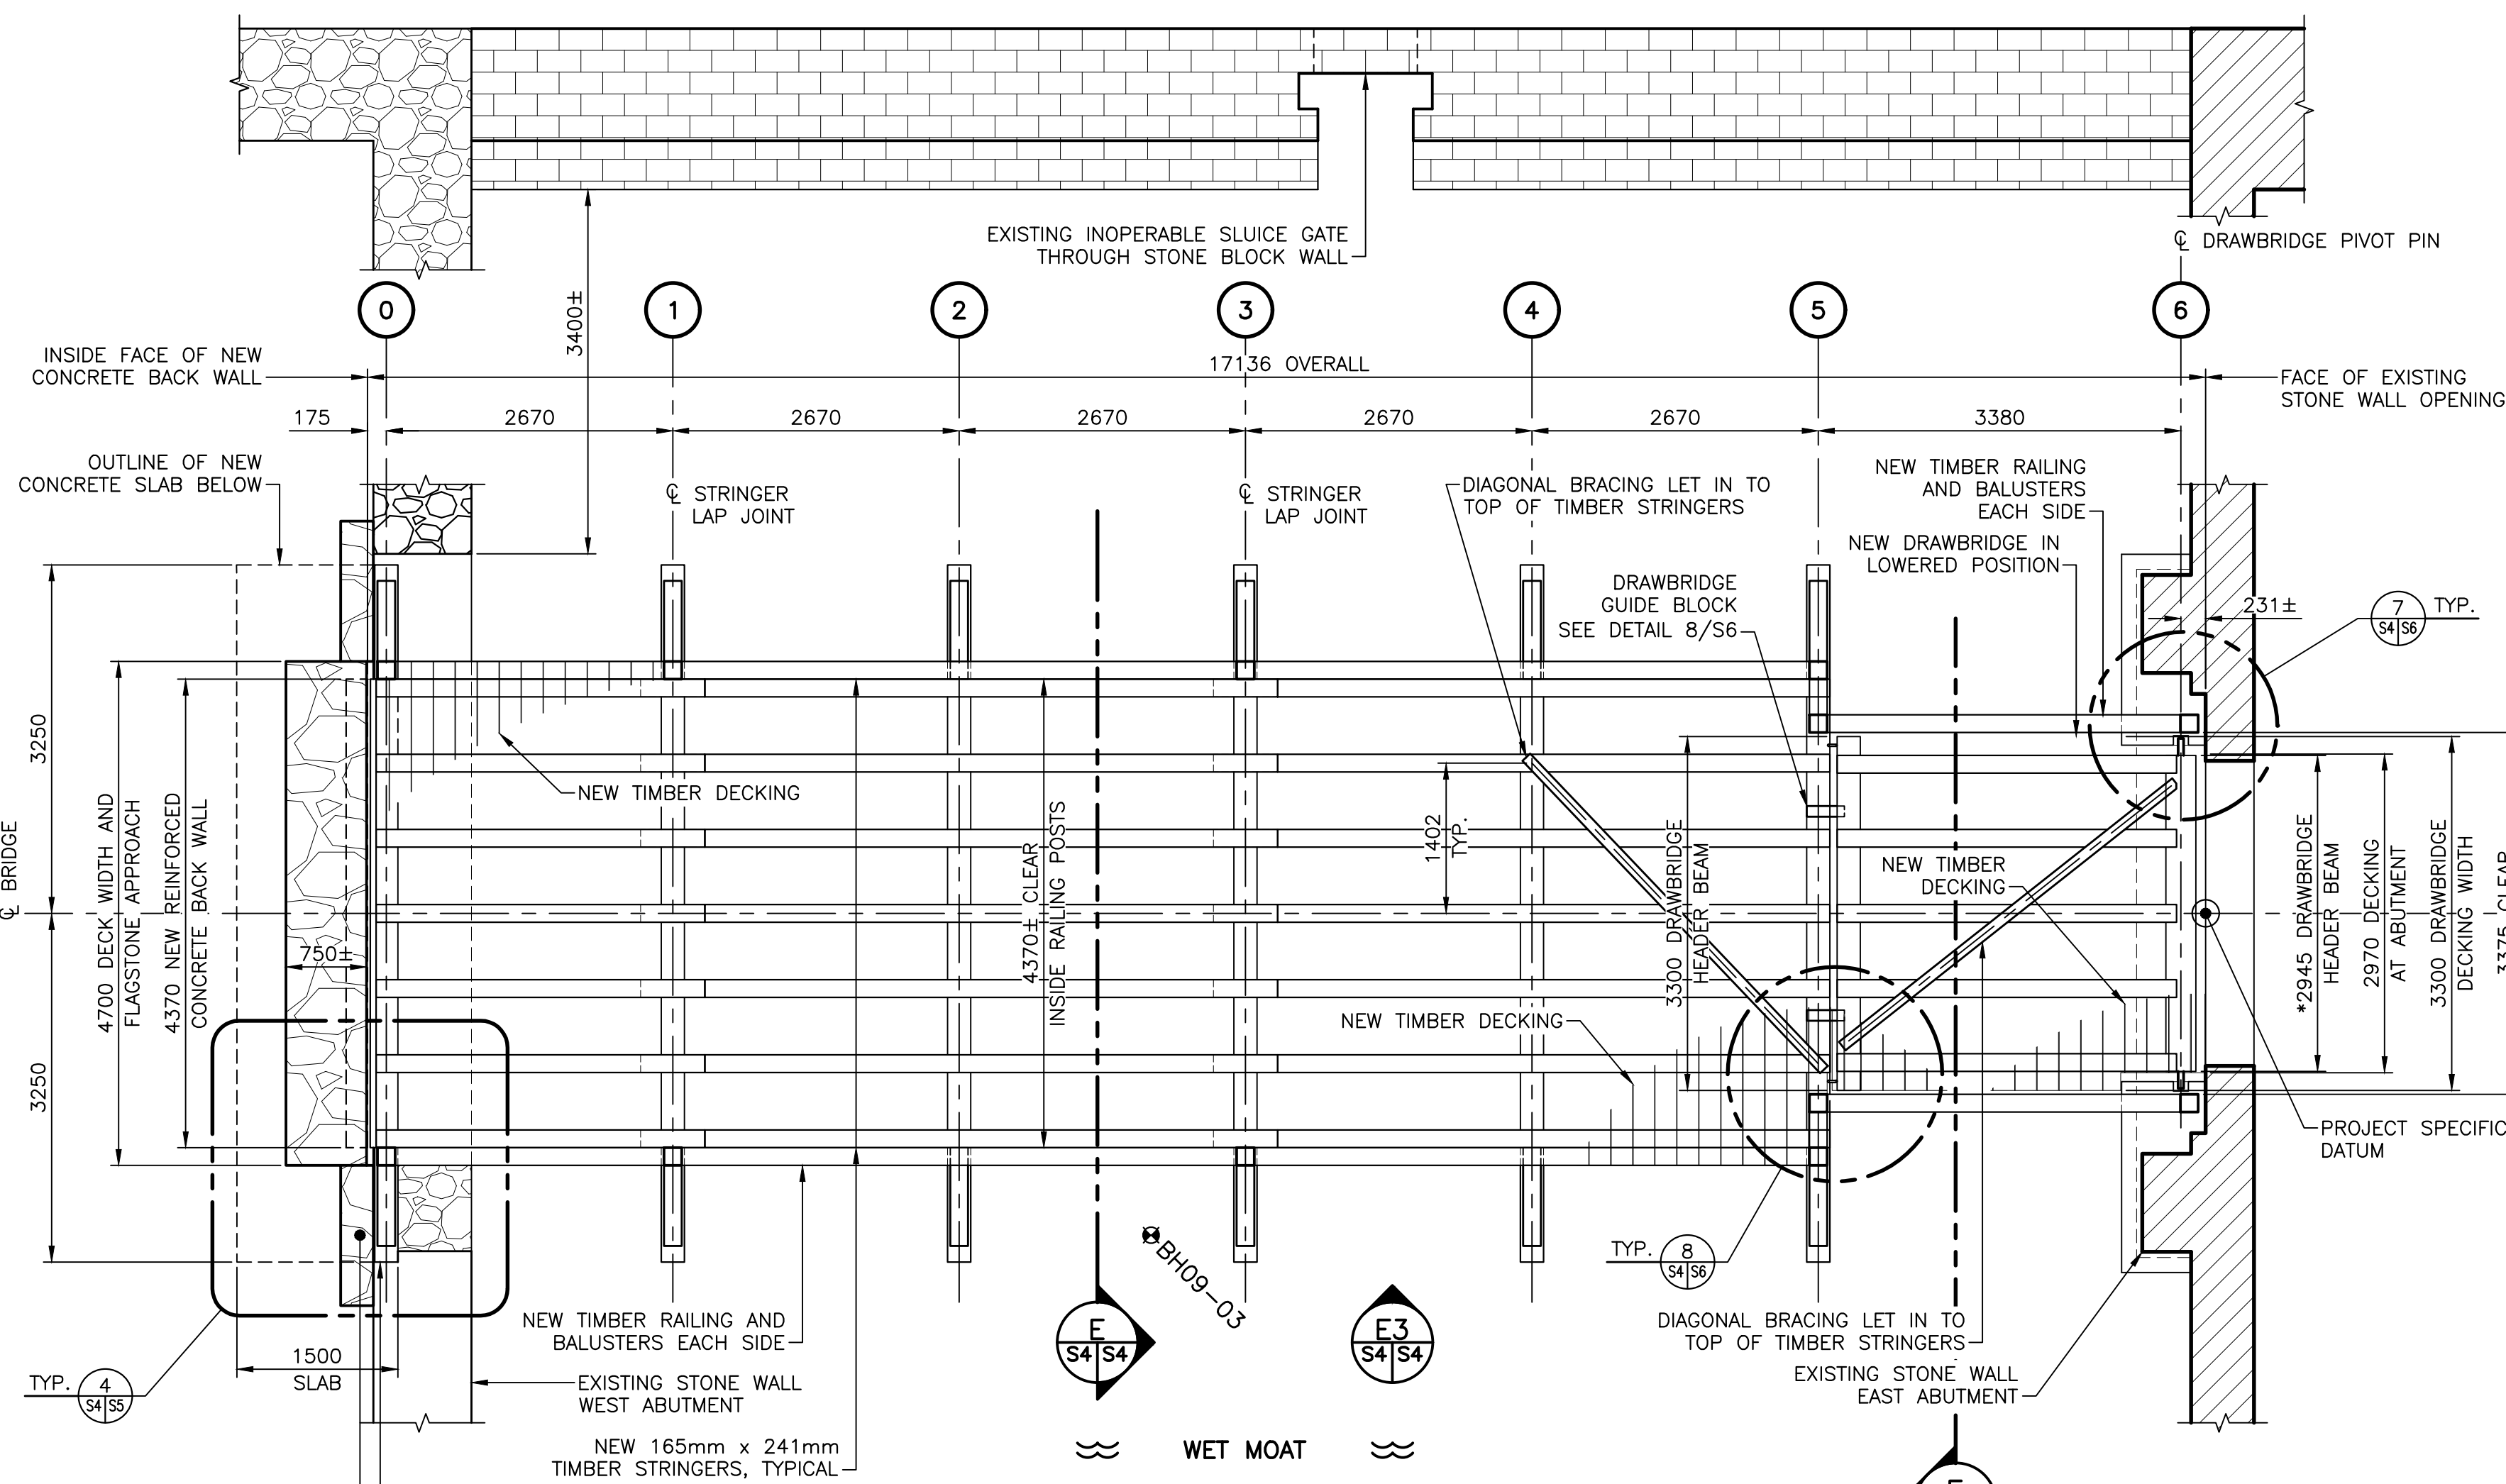 EXISTING INOPERABLE SLUICE GATE
THROUGH STONE BLOCK WALL
℄ DRAWBRIDGE PIVOT PIN
3400±
0
1
2
3
4
5
6
INSIDE FACE OF NEW
CONCRETE BACK WALL
17136 OVERALL
FACE OF EXISTING
STONE WALL OPENING
175
2670
2670
2670
2670
2670
3380
OUTLINE OF NEW
CONCRETE SLAB BELOW
℄ STRINGER
LAP JOINT
℄ STRINGER
LAP JOINT
DIAGONAL BRACING LET IN TO
TOP OF TIMBER STRINGERS
NEW TIMBER RAILING
AND BALUSTERS
EACH SIDE
NEW DRAWBRIDGE IN
LOWERED POSITION
DRAWBRIDGE
GUIDE BLOCK
SEE DETAIL 8/S6
231±
7
S4 S6
TYP.
3250
3250
℄ BRIDGE
4700 DECK WIDTH AND
FLAGSTONE APPROACH
4370 NEW REINFORCED
CONCRETE BACK WALL
750±
NEW TIMBER DECKING
4370± CLEAR
INSIDE RAILING POSTS
1402
TYP.
3300 DRAWBRIDGE
HEADER BEAM
NEW TIMBER
DECKING
*2945 DRAWBRIDGE
HEADER BEAM
2970 DECKING
AT ABUTMENT
3300 DRAWBRIDGE
DECKING WIDTH
3375 CLEAR
NEW TIMBER DECKING
PROJECT SPECIFIC
DATUM
BH09-03
TYP.
8
S4 S6
NEW TIMBER RAILING AND
BALUSTERS EACH SIDE
E
S4 S4
E3
S4 S4
DIAGONAL BRACING LET IN TO
TOP OF TIMBER STRINGERS
1500
SLAB
TYP.
4
S4 S5
EXISTING STONE WALL
WEST ABUTMENT
EXISTING STONE WALL
EAST ABUTMENT
NEW 165mm x 241mm
TIMBER STRINGERS, TYPICAL
WET MOAT